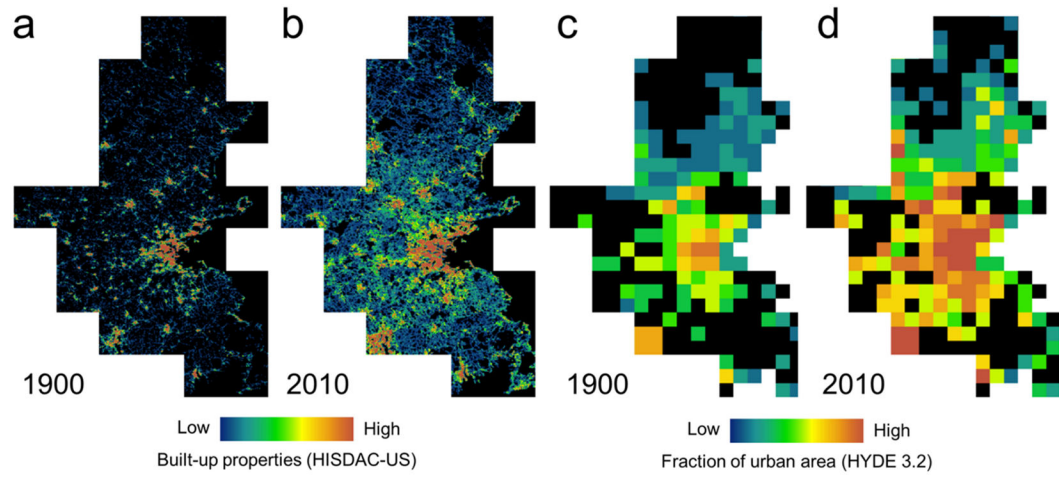 a b c d
1900 2010 1900 2010
Low High Low High
Built-up properties (HISDAC-US) Fraction of urban area (HYDE 3.2)